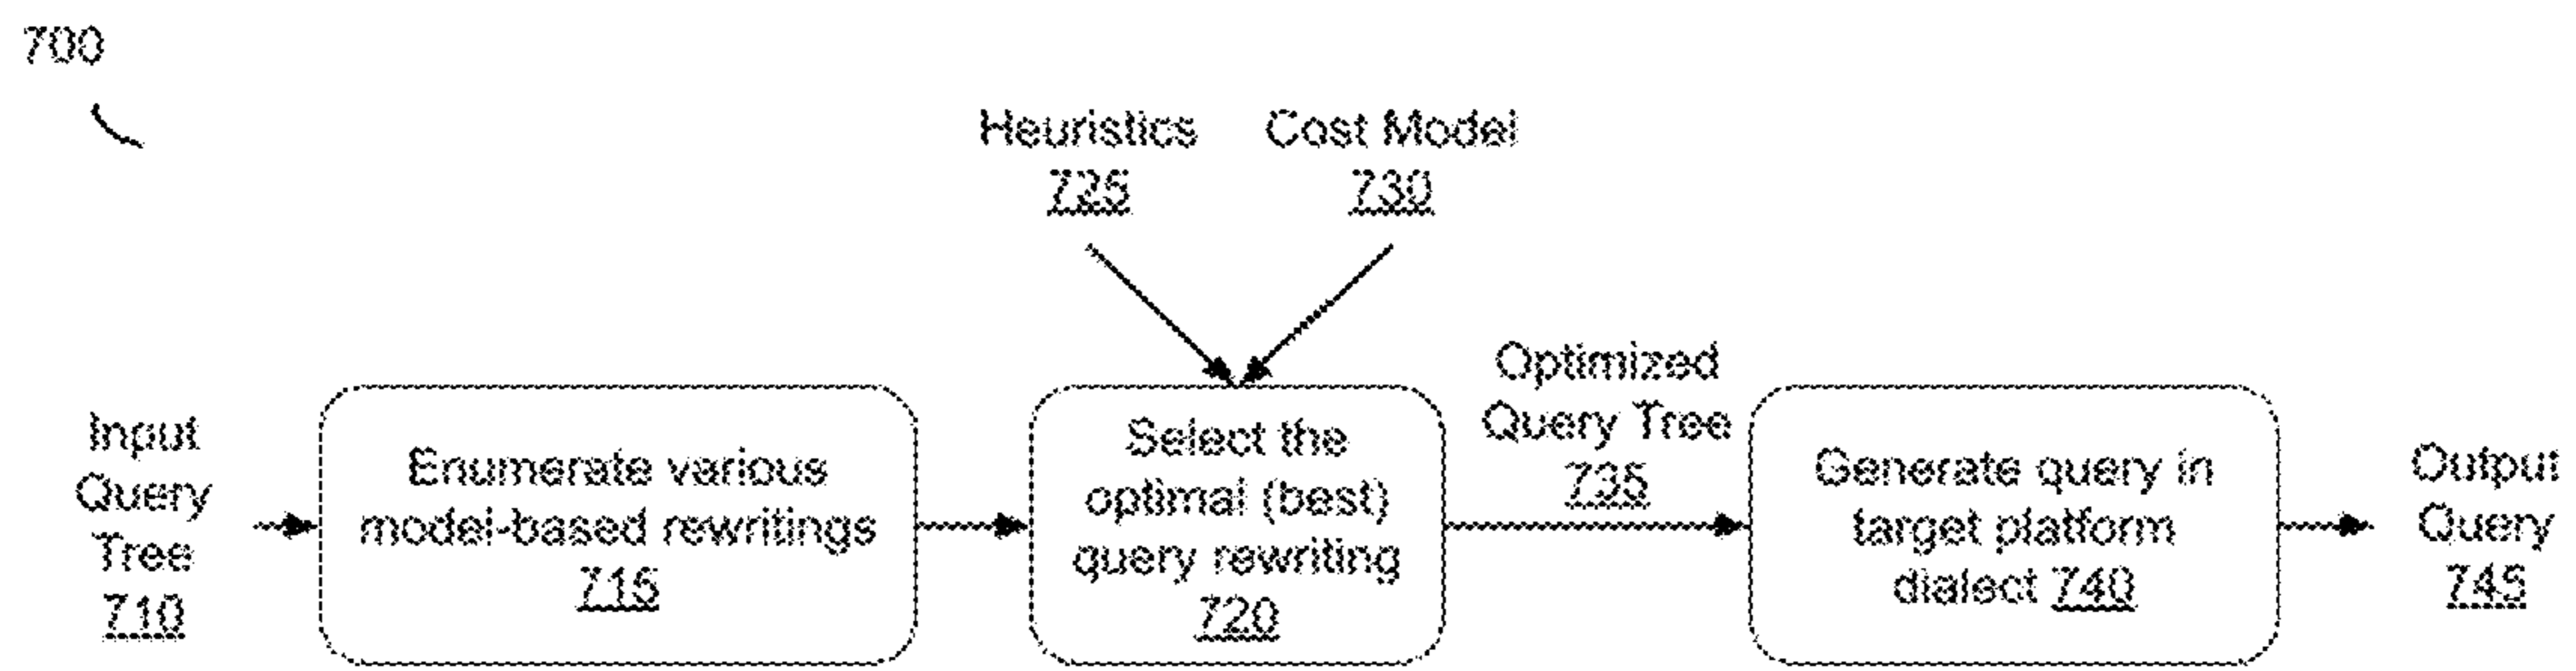 700
Heuristics
725
Cost Model
730
Input
Query
Tree
710
Enumerate various
model-based rewritings
715
Select the
optimal (best)
query rewriting
720
Optimized
Query Tree
735
Generate query in
target platform
dialect 740
Output
Query
745